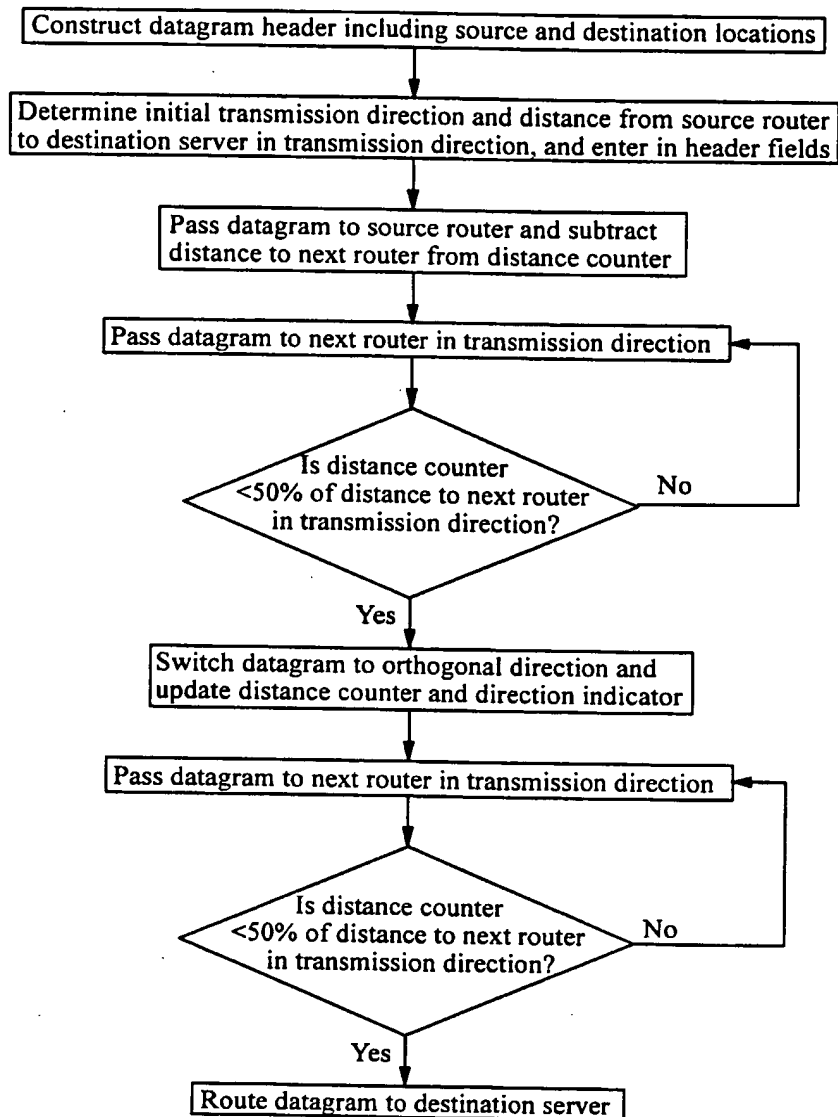 Construct datagram header including source and destination locations
Determine initial transmission direction and distance from source router
to destination server in transmission direction, and enter in header fields
Pass datagram to source router and subtract
distance to next router from distance counter
Pass datagram to next router in transmission direction
Is distance counter
<50% of distance to next router
in transmission direction?
No
Yes
Switch datagram to orthogonal direction and
update distance counter and direction indicator
Pass datagram to next router in transmission direction
Is distance counter
<50% of distance to next router
in transmission direction?
No
Yes
Route datagram to destination server